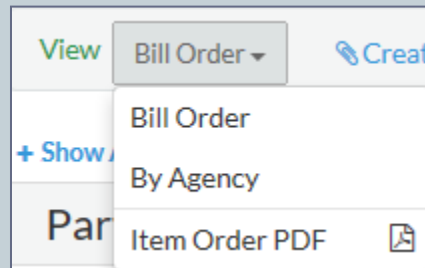 View Bill Order Creat
Bill Order
+ Show
By Agency
Par
Item Order PDF